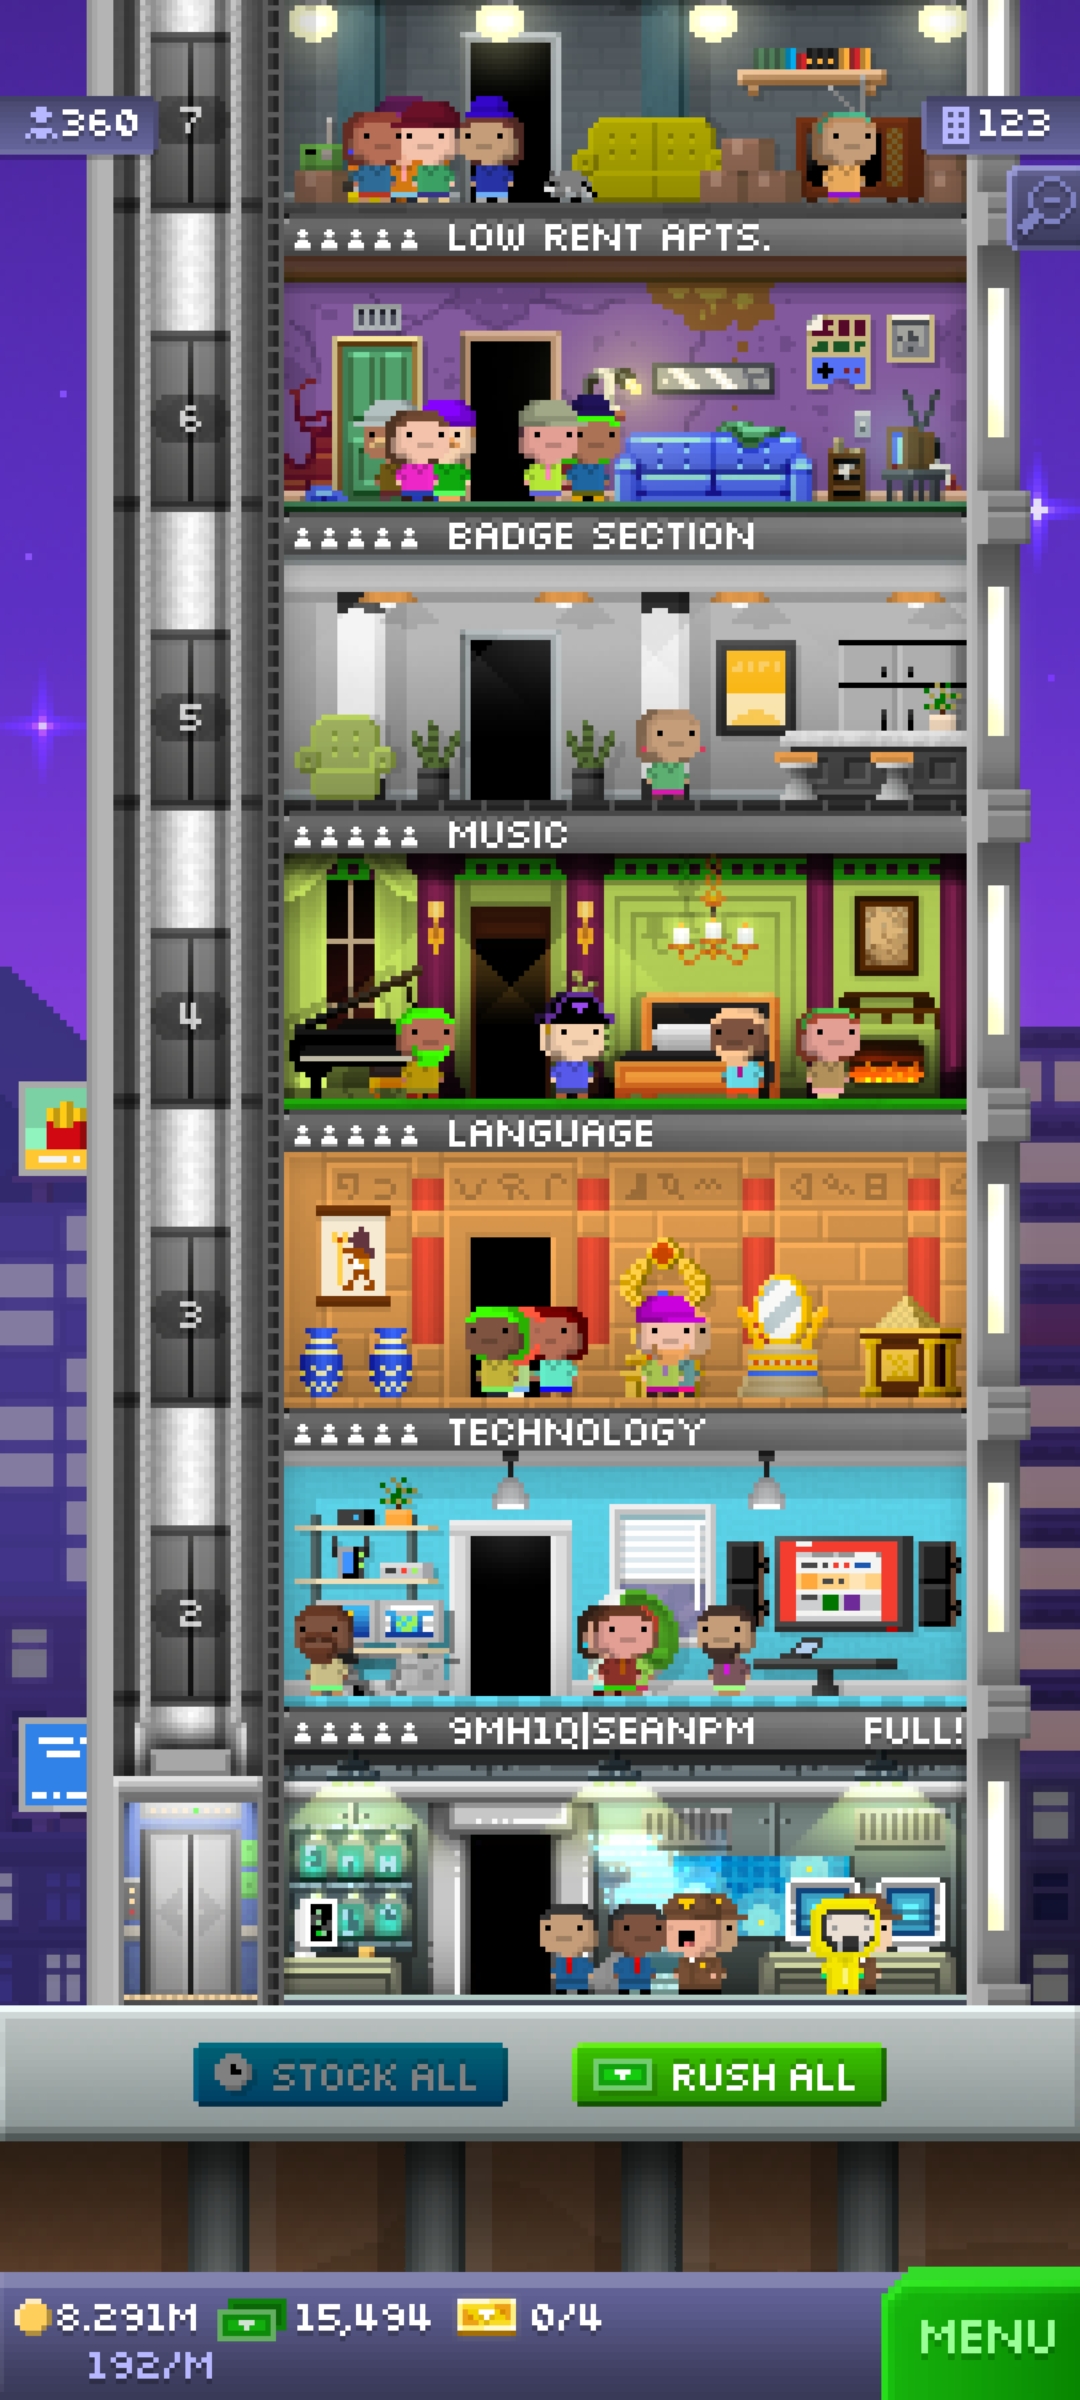 360
7
123
LOW RENT APTS.
6
BADGE SECTION
5
MUSIC
4
LANGUAGE
3
TECHNOLOGY
2
9MH1Q|SEANPM FULL!
STOCK ALL
RUSH ALL
8.291M 15,494 0/4
192/M
MENU